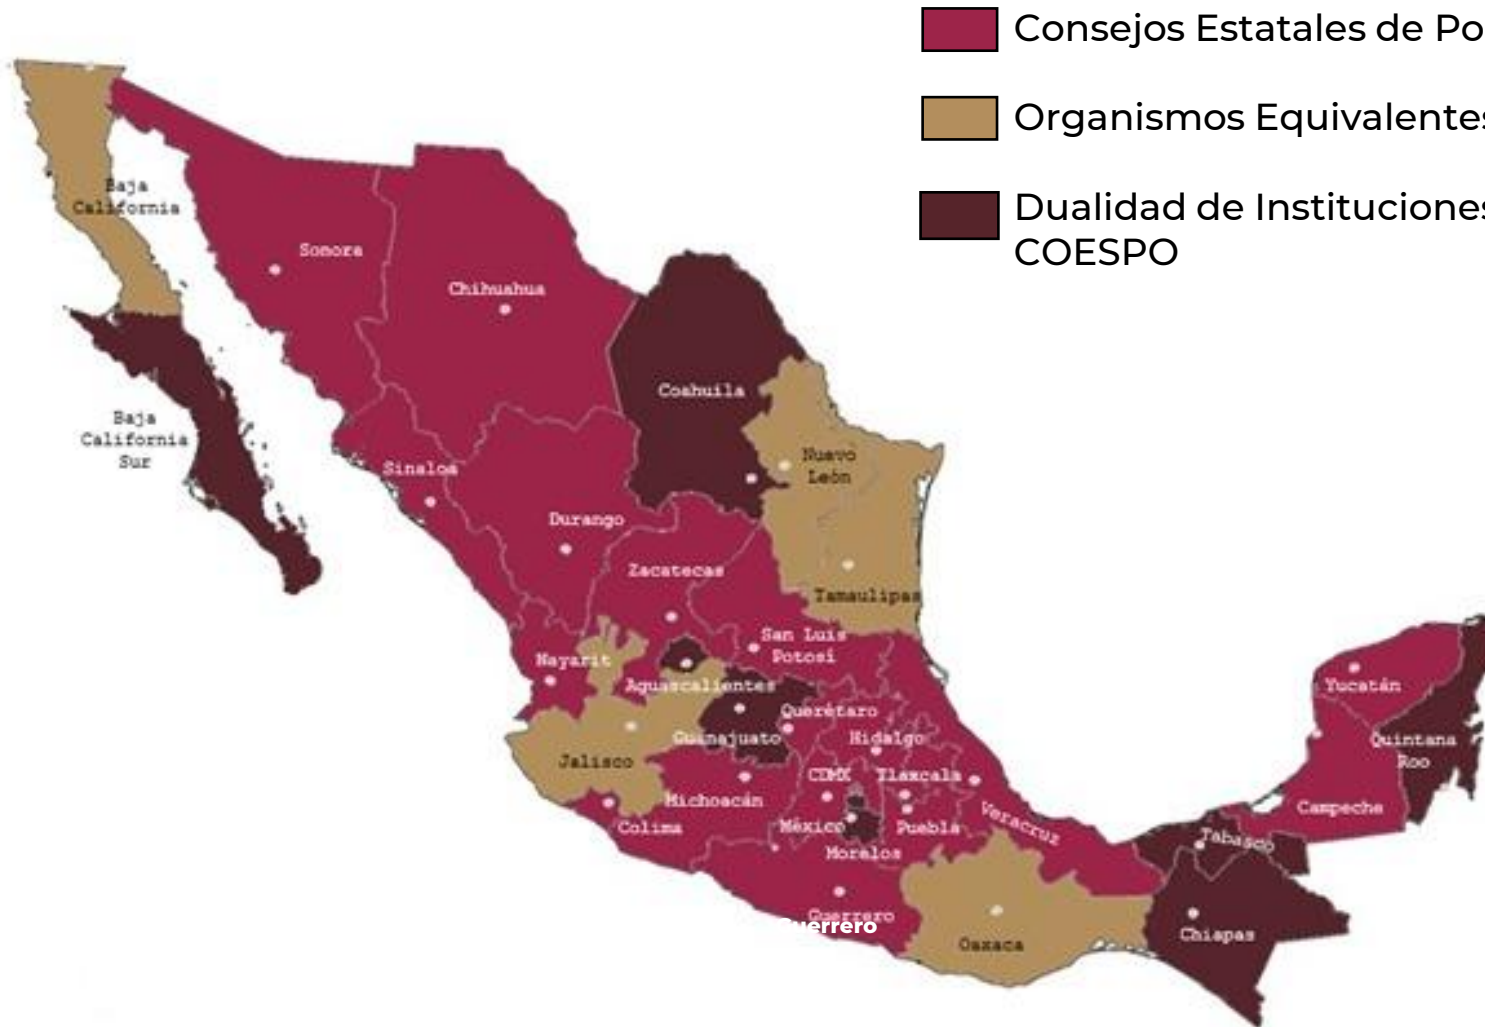 Consejos Estatales de Po
Organismos Equivalentes
Dualidad de Instituciones
COESPO
Baja
California
Somora
Chihuahua
Coahuila
Baja
California
Sur
Sinaloa
Nuevo
León
Durango
Zacatecas
Tamaulipas
San Luis
Potosí
Nayarit
Aguascalientes
Yucatán
Querétaro
Guanajuato
Hidalgo
Quintana
Roo
Jalisco
CDMX
Tlaxcala
Michoacán
Campeche
Colima
México
Puebla
Veracruz
Tabasco
Morelos
Guerrero
Guerrero
Oaxaca
Chiapas